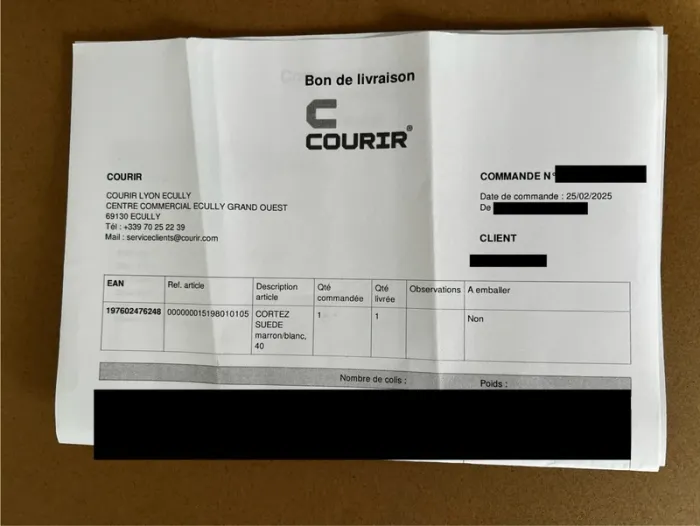 Bon de livraison
COURIR®
COURIR
COURIR LYON ECULLY
CENTRE COMMERCIAL ECULLY GRAND OUEST
69130 ECULLY
Tél : +339 70 25 22 39
Mail : serviceclients@courir.com
COMMANDE N°
Date de commande : 25/02/2025
De
CLIENT
EAN Ref. article Description article Qté commandée Qté livrée Observations A emballer
197602476248 000000015198010105 CORTEZ SUEDE marron/blanc, 40 1 1 Non
Nombre de colis : Poids :